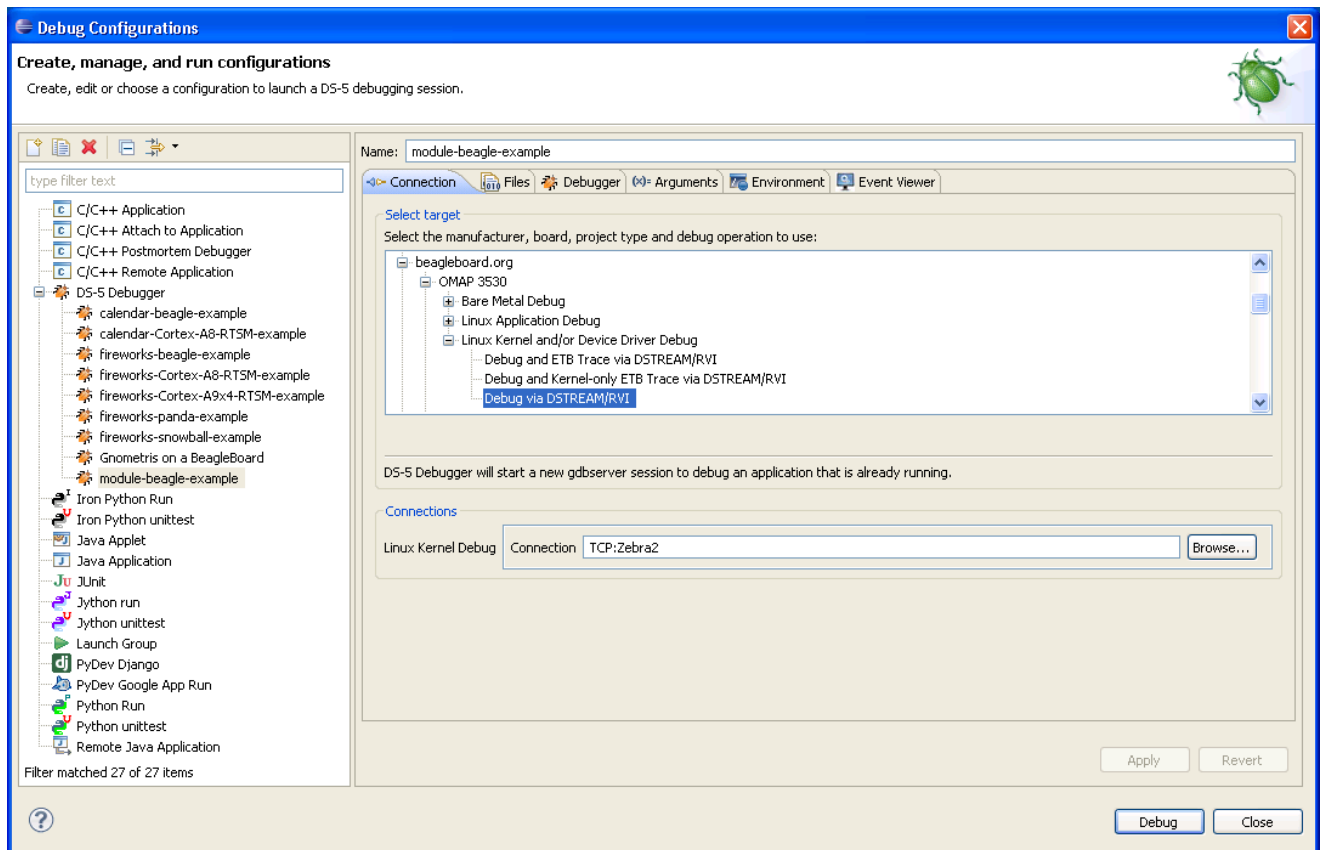 Debug Configurations
Create, manage, and run configurations
Create, edit or choose a configuration to launch a DS-5 debugging session.
type filter text
C/C++ Application
C/C++ Attach to Application
C/C++ Postmortem Debugger
C/C++ Remote Application
DS-5 Debugger
calendar-beagle-example
calendar-Cortex-A8-RTSM-example
fireworks-beagle-example
fireworks-Cortex-A8-RTSM-example
fireworks-Cortex-A9x4-RTSM-example
fireworks-panda-example
fireworks-snowball-example
Gnometris on a BeagleBoard
module-beagle-example
Iron Python Run
Iron Python unittest
Java Applet
Java Application
Ju JUnit
Jython run
Jython unittest
Launch Group
dj PyDev Django
PyDev Google App Run
Python Run
Python unittest
Remote Java Application
Filter matched 27 of 27 items
Name: module-beagle-example
Connection Files Debugger (x)= Arguments Environment Event Viewer
Select target
Select the manufacturer, board, project type and debug operation to use:
beagleboard.org
OMAP 3530
Bare Metal Debug
Linux Application Debug
Linux Kernel and/or Device Driver Debug
Debug and ETB Trace via DSTREAM/RVI
Debug and Kernel-only ETB Trace via DSTREAM/RVI
Debug via DSTREAM/RVI
DS-5 Debugger will start a new gdbserver session to debug an application that is already running.
Connections
Linux Kernel Debug Connection TCP:Zebra2 Browse...
Apply Revert
Debug Close